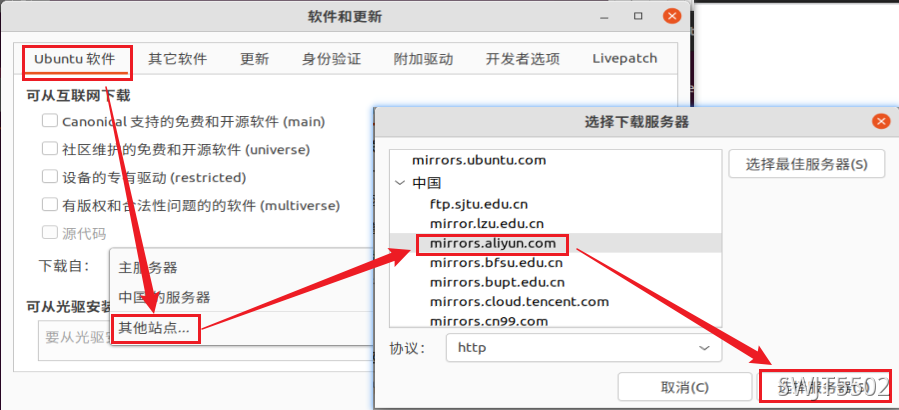 软件和更新
Ubuntu 软件 其它软件 更新 身份验证 附加驱动 开发者选项 Livepatch
可从互联网下载
Canonical 支持的免费和开源软件 (main)
社区维护的免费和开源软件 (universe)
设备的专有驱动 (restricted)
有版权和合法性问题的的软件 (multiverse)
源代码
下载自：
主服务器
中国 的服务器
其他站点...
可从光驱安装
要从光驱安
选择下载服务器
mirrors.ubuntu.com
中国
ftp.sjtu.edu.cn
mirror.lzu.edu.cn
mirrors.aliyun.com
mirrors.bfsu.edu.cn
mirrors.bupt.edu.cn
mirrors.cloud.tencent.com
mirrors.cn99.com
选择最佳服务器(S)
协议： http
取消(C)
选择服务器(S)
SWJT5502